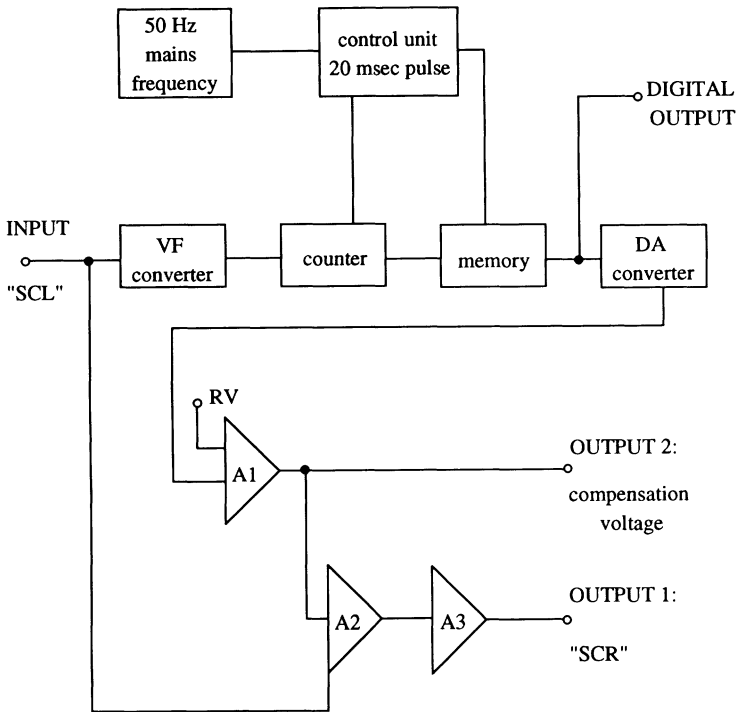 50 Hz
mains
frequency
control unit
20 msec pulse
DIGITAL
OUTPUT
INPUT
"SCL"
VF
converter
counter
memory
DA
converter
RV
A1
OUTPUT 2:
compensation
voltage
A2
A3
OUTPUT 1:
"SCR"